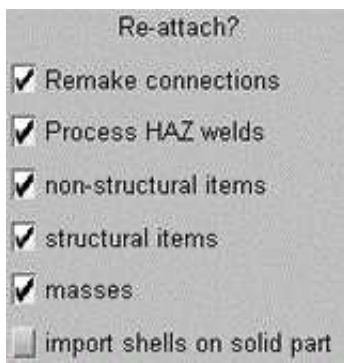 Re-attach?
Remake connections
Process HAZ welds
non-structural items
structural items
masses
import shells on solid part